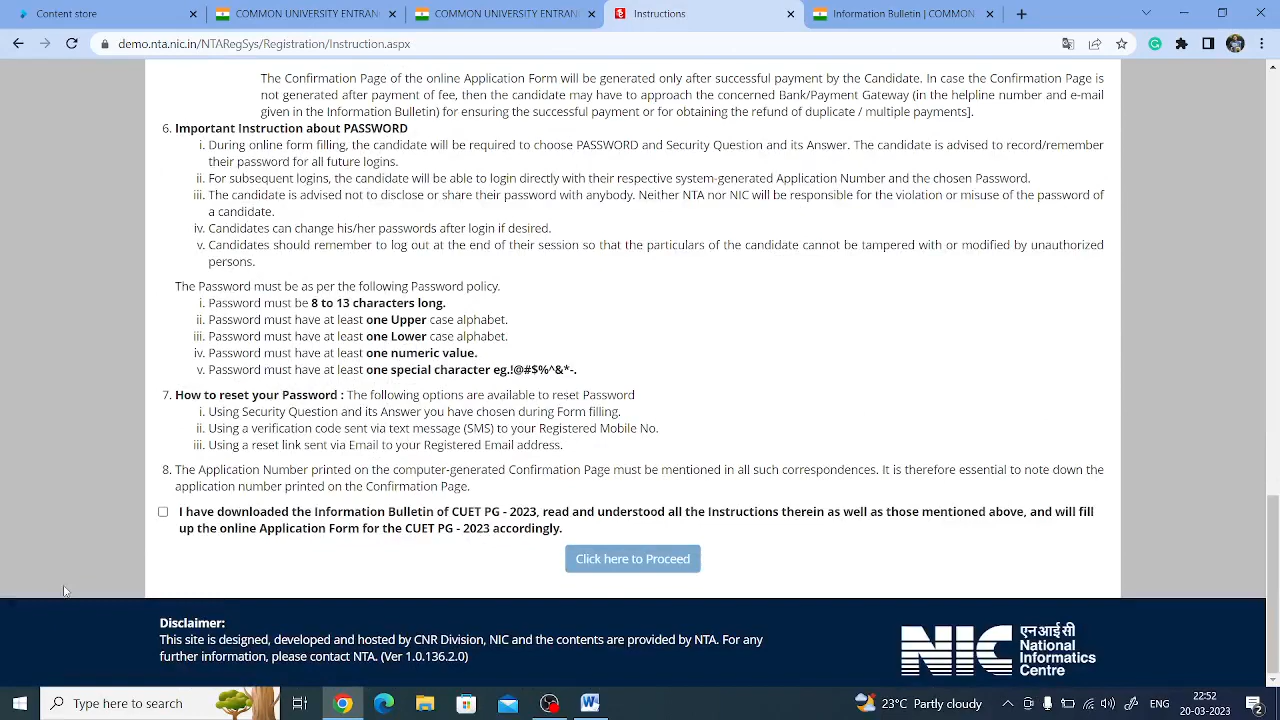 Content store
COMMON UNIVERSITY ENTRAN
COMMON UNIVERSITY ENTRAN
Instructions
Information Bulletin | COMMON
demo.nta.nic.in/NTARegSys/Registration/Instruction.aspx
The Confirmation Page of the online Application Form will be generated only after successful payment by the Candidate. In case the Confirmation Page is
not generated after payment of fee, then the candidate may have to approach the concerned Bank/Payment Gateway (in the helpline number and e-mail
given in the Information Bulletin) for ensuring the successful payment or for obtaining the refund of duplicate / multiple payments].
6. Important Instruction about PASSWORD
i. During online form filling, the candidate will be required to choose PASSWORD and Security Question and its Answer. The candidate is advised to record/remember
their password for all future logins.
ii. For subsequent logins, the candidate will be able to login directly with their respective system-generated Application Number and the chosen Password.
iii. The candidate is advised not to disclose or share their password with anybody. Neither NTA nor NIC will be responsible for the violation or misuse of the password of
a candidate.
iv. Candidates can change his/her passwords after login if desired.
v. Candidates should remember to log out at the end of their session so that the particulars of the candidate cannot be tampered with or modified by unauthorized
persons.
The Password must be as per the following Password policy.
i. Password must be 8 to 13 characters long.
ii. Password must have at least one Upper case alphabet.
iii. Password must have at least one Lower case alphabet.
iv. Password must have at least one numeric value.
v. Password must have at least one special character eg.!@#$%^&*-.
7. How to reset your Password : The following options are available to reset Password
i. Using Security Question and its Answer you have chosen during Form filling.
ii. Using a verification code sent via text message (SMS) to your Registered Mobile No.
iii. Using a reset link sent via Email to your Registered Email address.
8. The Application Number printed on the computer-generated Confirmation Page must be mentioned in all such correspondences. It is therefore essential to note down the
application number printed on the Confirmation Page.
I have downloaded the Information Bulletin of CUET PG - 2023, read and understood all the Instructions therein as well as those mentioned above, and will fill
up the online Application Form for the CUET PG - 2023 accordingly.
Click here to Proceed
Disclaimer:
This site is designed, developed and hosted by CNR Division, NIC and the contents are provided by NTA. For any
further information, please contact NTA. (Ver 1.0.136.2.0)
NIC
एन आई सी
National
Informatics
Centre
Type here to search
23°C Partly cloudy
ENG
22:52
20-03-2023
2